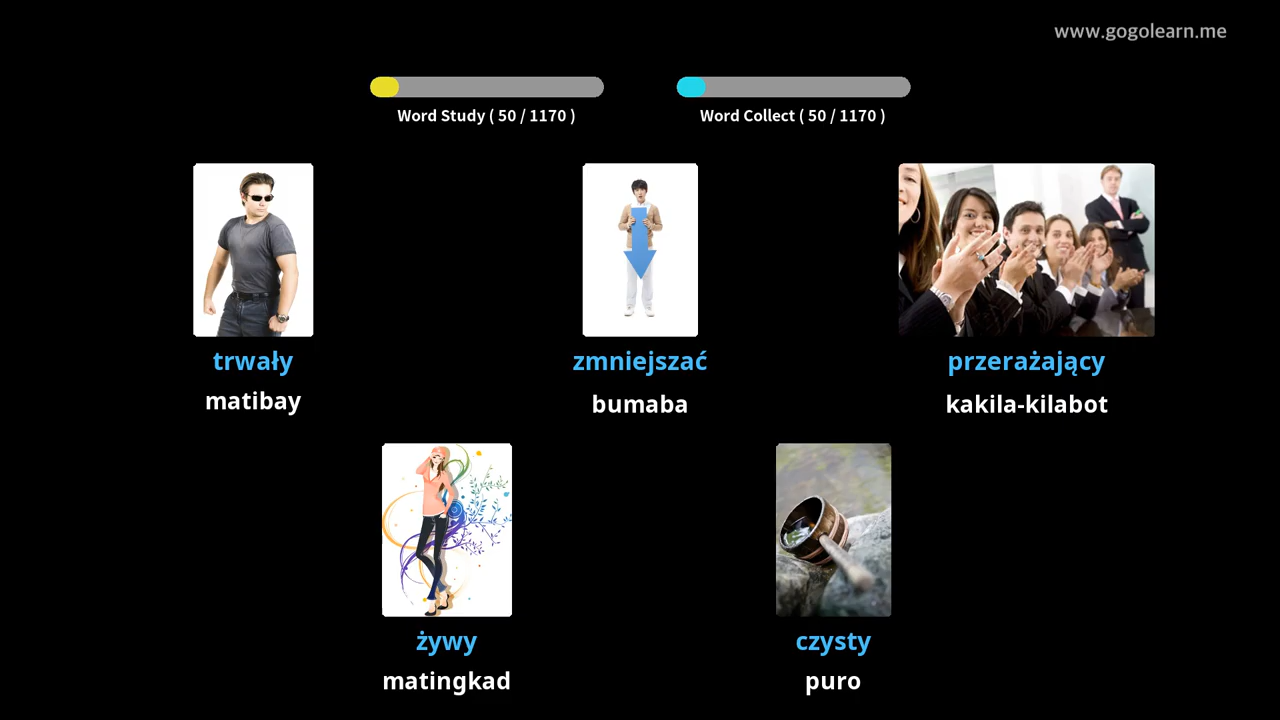 www.gogolearn.me
Word Study ( 50 / 1170 )
Word Collect ( 50 / 1170 )
trwały
matibay
zmniejszać
bumaba
przerażający
kakila-kilabot
żywy
matingkad
czysty
puro